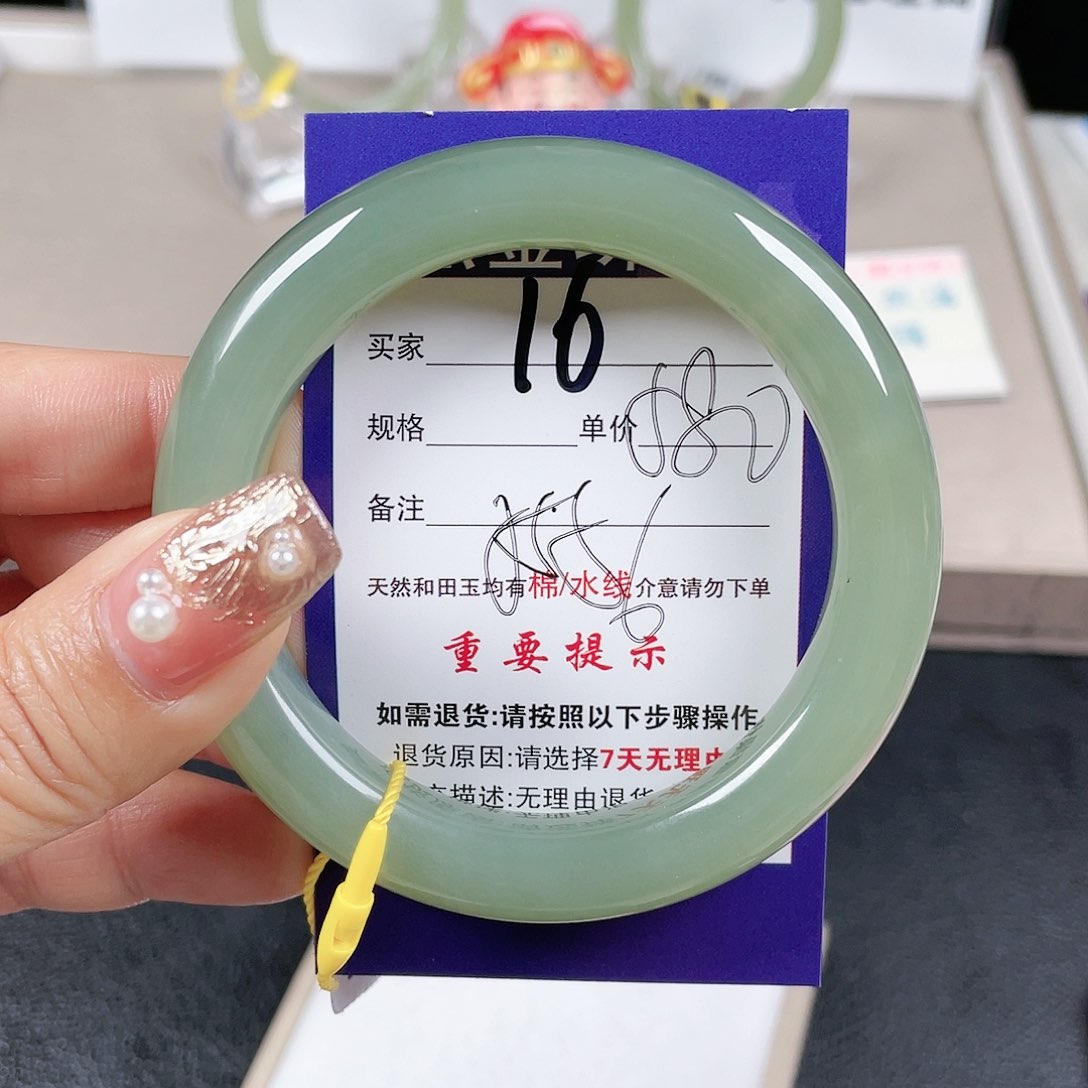 16
买家
规格 单价
备注
天然和田玉均有棉/水线介意请勿下单
重要提示
如需退货:请按照以下步骤操作
退货原因:请选择7天无理由
描述:无理由退货